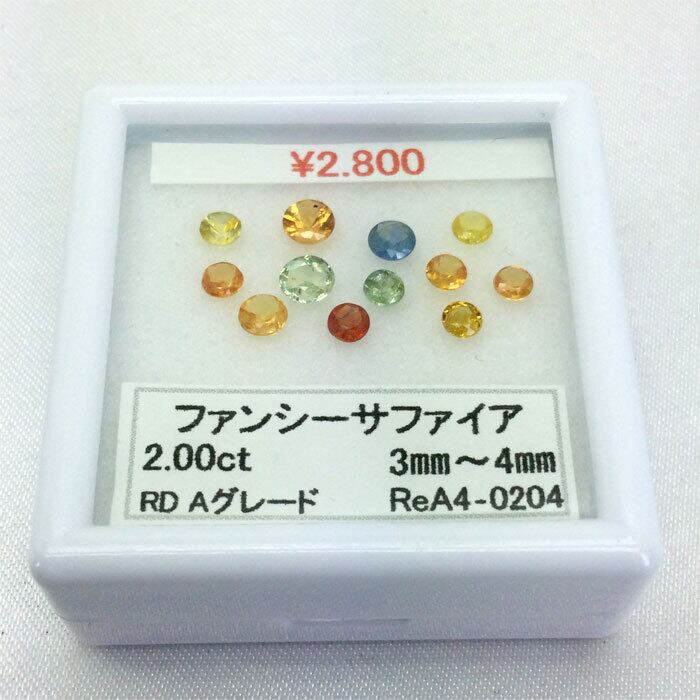 ¥2.800
ファンシーサファイア
2.00ct 3mm～4mm
RD Aグレード ReA4-0204